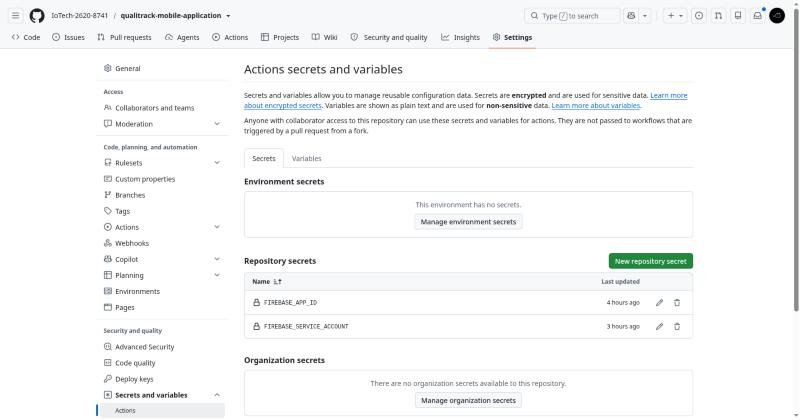 IoTech-2620-8741 / qualitrack-mobile-application
Type / to search
Code Issues Pull requests Agents Actions Projects Wiki Security and quality Insights Settings
General
Access
Collaborators and teams
Moderation
Code, planning, and automation
Rulesets
Custom properties
Branches
Tags
Actions
Webhooks
Copilot
Planning
Environments
Pages
Security and quality
Advanced Security
Code quality
Deploy keys
Secrets and variables
Actions
Actions secrets and variables
Secrets and variables allow you to manage reusable configuration data. Secrets are encrypted and are used for sensitive data. Learn more
about encrypted secrets. Variables are shown as plain text and are used for non-sensitive data. Learn more about variables.
Anyone with collaborator access to this repository can use these secrets and variables for actions. They are not passed to workflows that are
triggered by a pull request from a fork.
Secrets Variables
Environment secrets
This environment has no secrets.
Manage environment secrets
Repository secrets
New repository secret
Name Last updated
FIREBASE_APP_ID 4 hours ago
FIREBASE_SERVICE_ACCOUNT 3 hours ago
Organization secrets
There are no organization secrets available to this repository.
Manage organization secrets